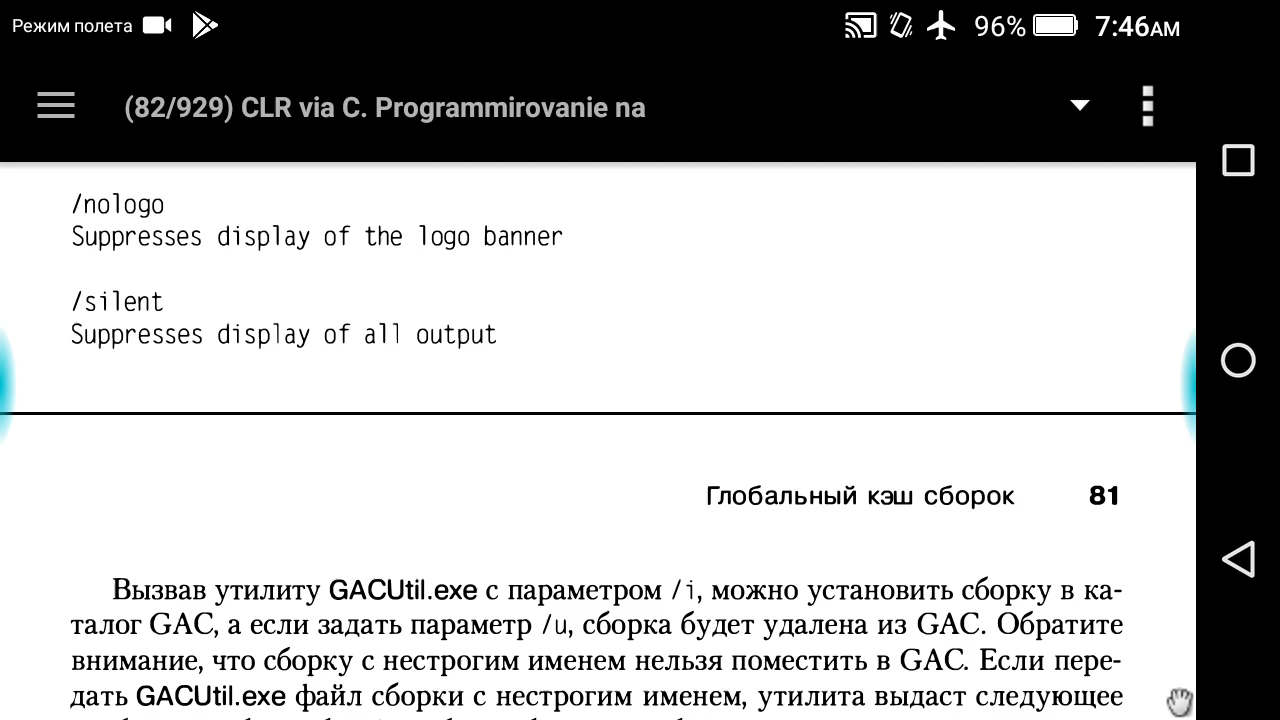 Режим полета
96% 7:46AM
(82/929) CLR via C. Programmirovanie na
/nologo
Suppresses display of the logo banner
/silent
Suppresses display of all output
Глобальный кэш сборок 81
Вызвав утилиту GACUtil.exe с параметром /i, можно установить сборку в ка-
талог GAC, а если задать параметр /u, сборка будет удалена из GAC. Обратите
внимание, что сборку с нестрогим именем нельзя поместить в GAC. Если пере-
дать GACUtil.exe файл сборки с нестрогим именем, утилита выдаст следующее